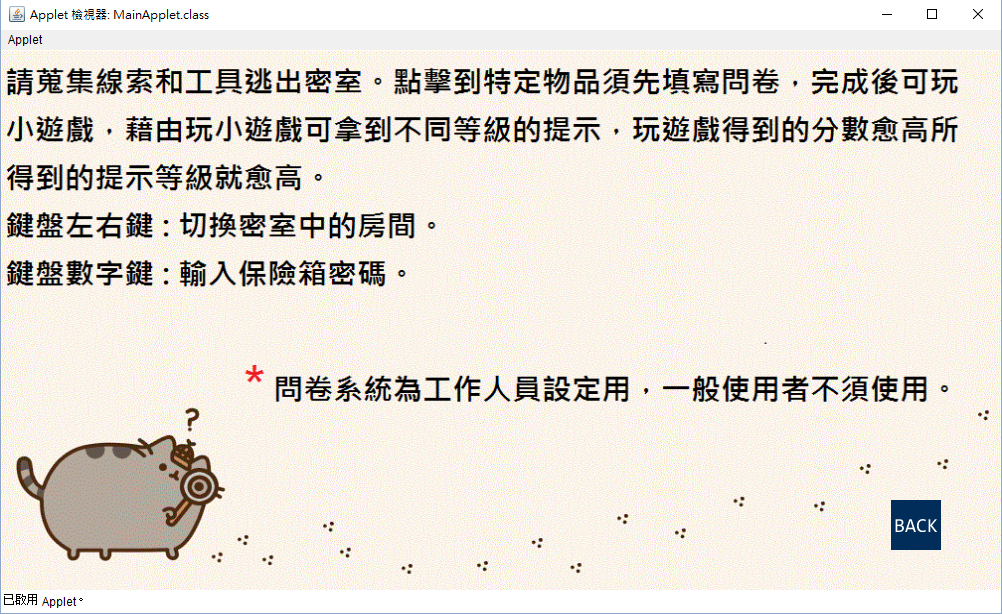 Applet 檢視器: MainApplet.class
Applet
請蒐集線索和工具逃出密室。點擊到特定物品須先填寫問卷，完成後可玩
小遊戲，藉由玩小遊戲可拿到不同等級的提示，玩遊戲得到的分數愈高所
得到的提示等級就愈高。
鍵盤左右鍵 : 切換密室中的房間。
鍵盤數字鍵 : 輸入保險箱密碼。
* 問卷系統為工作人員設定用，一般使用者不須使用。
?
BACK
已啟用 Applet。